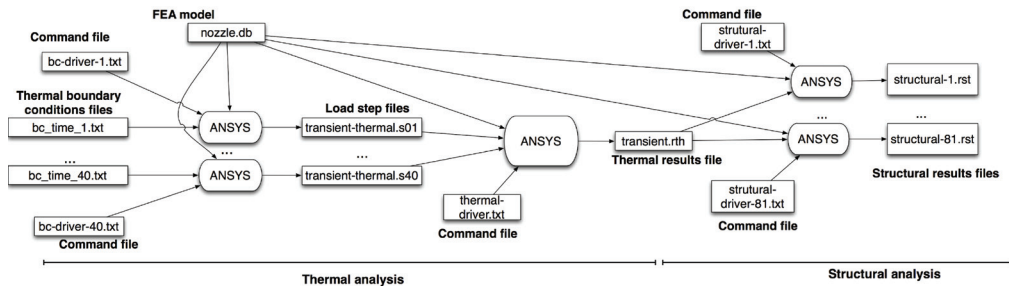 FEA model
nozzle.db
Command file
bc-driver-1.txt
Thermal boundary
conditions files
bc_time_1.txt
...
bc_time_40.txt
bc-driver-40.txt
Command file
ANSYS
...
ANSYS
Load step files
transient-thermal.s01
...
transient-thermal.s40
ANSYS
thermal-
driver.txt
Command file
transient.rth
Thermal results file
Command file
strutural-
driver-1.txt
ANSYS
...
ANSYS
strutural-
driver-81.txt
Command file
structural-1.rst
...
structural-81.rst
Structural results files
Thermal analysis
Structural analysis